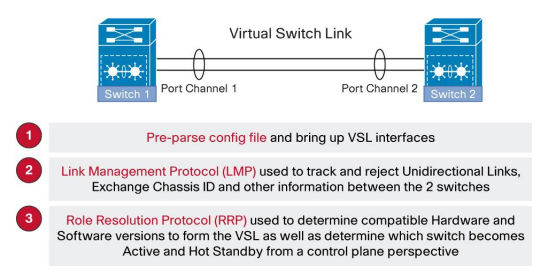 Virtual Switch Link
Switch 1
Port Channel 1
Port Channel 2
Switch 2
1
Pre-parse config file and bring up VSL interfaces
2
Link Management Protocol (LMP) used to track and reject Unidirectional Links,
Exchange Chassis ID and other information between the 2 switches
3
Role Resolution Protocol (RRP) used to determine compatible Hardware and
Software versions to form the VSL as well as determine which switch becomes
Active and Hot Standby from a control plane perspective